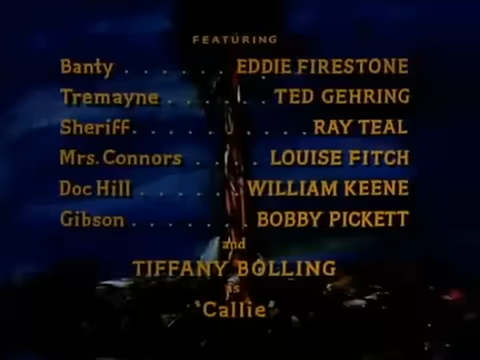 FEATURING
Banty . . . . . . . EDDIE FIRESTONE
Tremayne . . . . . . TED GEHRING
Sheriff. . . . . . . . . . RAY TEAL
Mrs. Connors . . . . LOUISE FITCH
Doc Hill . . . . . . WILLIAM KEENE
Gibson . . . . . . . BOBBY PICKETT
and
TIFFANY BOLLING
as
"Callie"